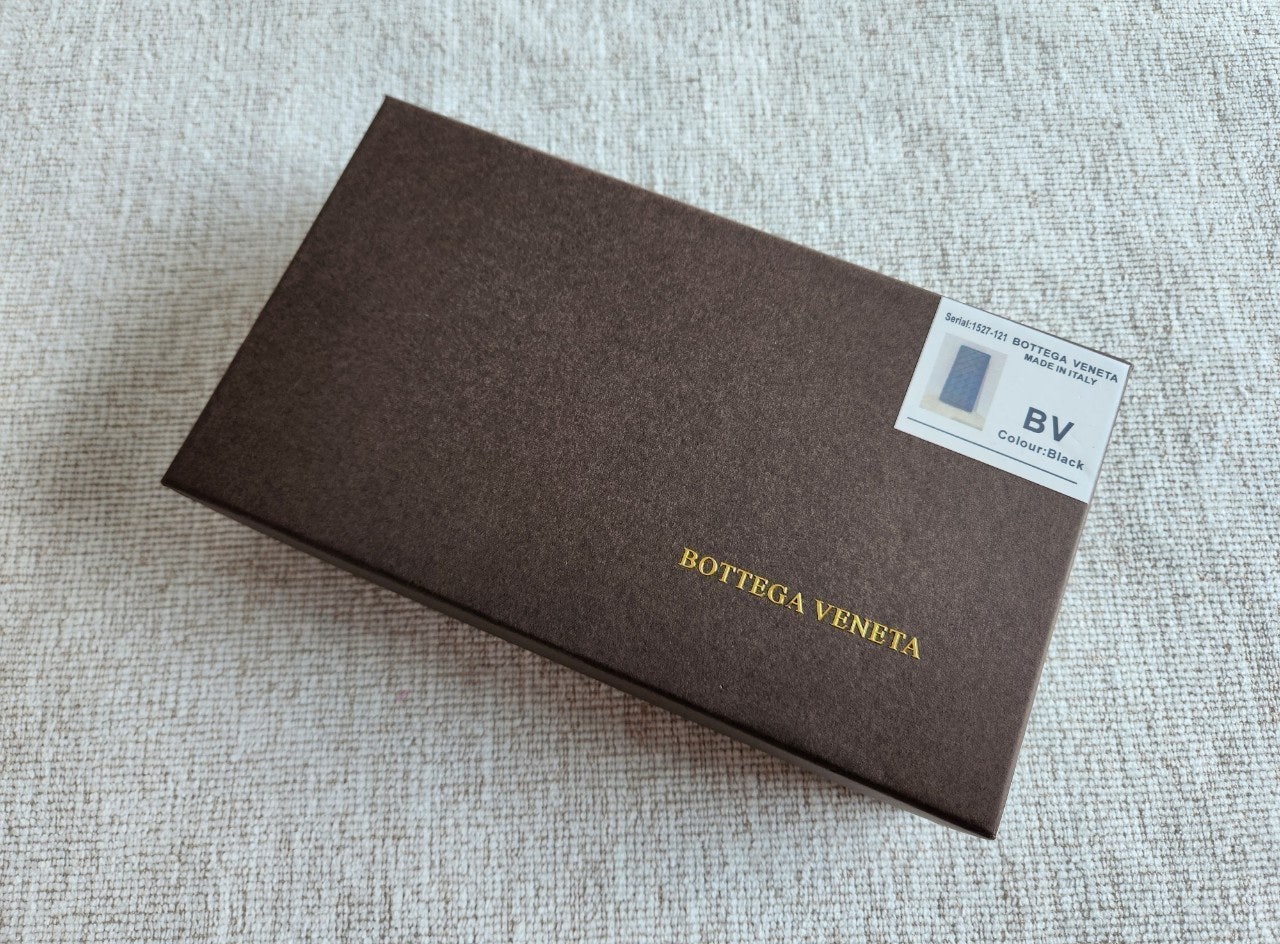 Serial:1527-121
BOTTEGA VENETA
MADE IN ITALY
BV
Colour:Black
BOTTEGA VENETA